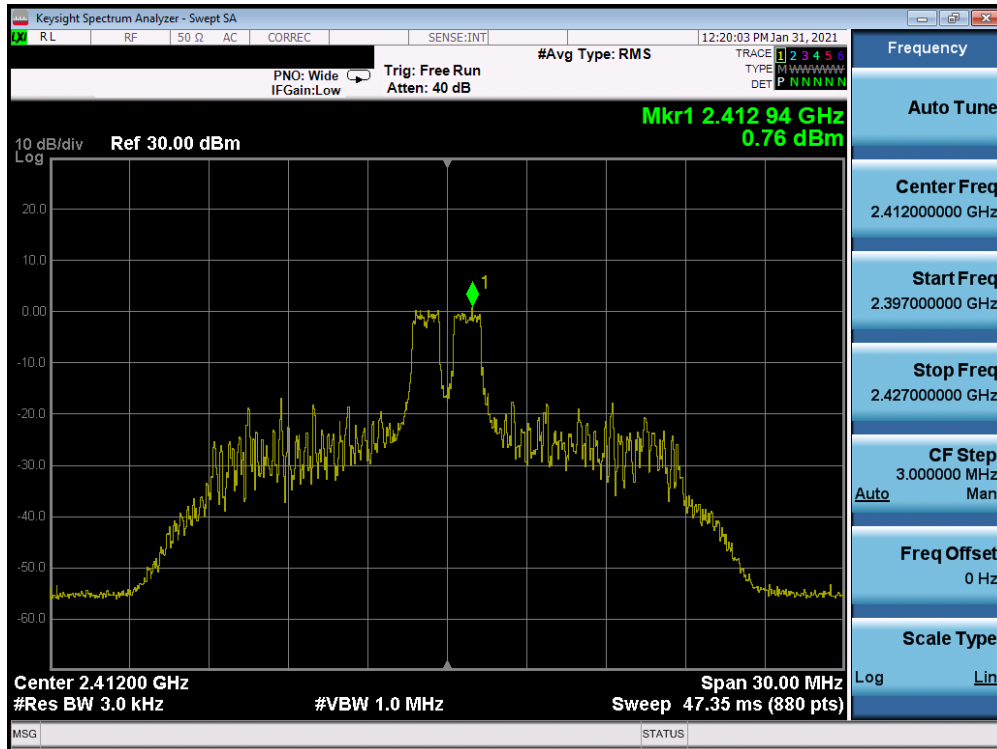 Keysight Spectrum Analyzer - Swept SA
LXI RL RF 50 Ω AC CORREC SENSE:INT 12:20:03 PM Jan 31, 2021
#Avg Type: RMS TRACE 1 2 3 4 5 6
PNO: Wide Trig: Free Run TYPE M W W W W W
IFGain:Low Atten: 40 dB DET P N N N N N
Mkr1 2.412 94 GHz
0.76 dBm
10 dB/div Ref 30.00 dBm
Log
20.0
10.0
1
0.00
-10.0
-20.0
-30.0
-40.0
-50.0
-60.0
Center 2.41200 GHz Span 30.00 MHz
#Res BW 3.0 kHz #VBW 1.0 MHz Sweep 47.35 ms (880 pts)
MSG STATUS
Frequency
Auto Tune
Center Freq
2.412000000 GHz
Start Freq
2.397000000 GHz
Stop Freq
2.427000000 GHz
CF Step
3.000000 MHz
Auto Man
Freq Offset
0 Hz
Scale Type
Log Lin